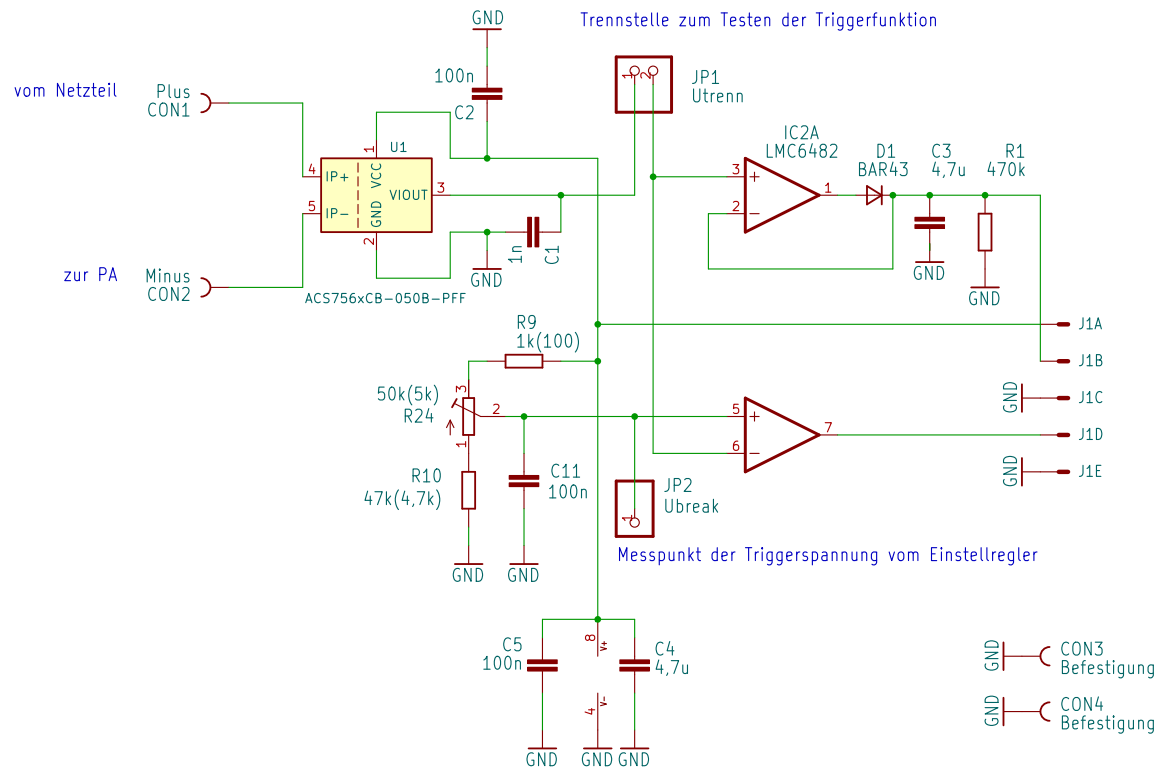 Trennstelle zum Testen der Triggerfunktion
GND
100n
C2
vom Netzteil
Plus
CON1
1
2
JP1
Utrenn
U1
1
VCC
4
IP+
5
IP-
GND
2
VIOUT
3
ACS756xCB-050B-PFF
1n
C1
GND
zur PA
Minus
CON2
IC2A
LMC6482
3
+
2
−
1
D1
BAR43
C3
4,7u
R1
470k
GND
GND
R9
1k(100)
50k(5k)
R24
3
2
1
R10
47k(4,7k)
GND
C11
100n
GND
5
+
6
−
7
1
JP2
Ubreak
Messpunkt der Triggerspannung vom Einstellregler
J1A
J1B
GND
J1C
J1D
GND
J1E
C5
100n
8
V+
4
V-
C4
4,7u
GND
GND
GND
GND
CON3
Befestigung
GND
CON4
Befestigung